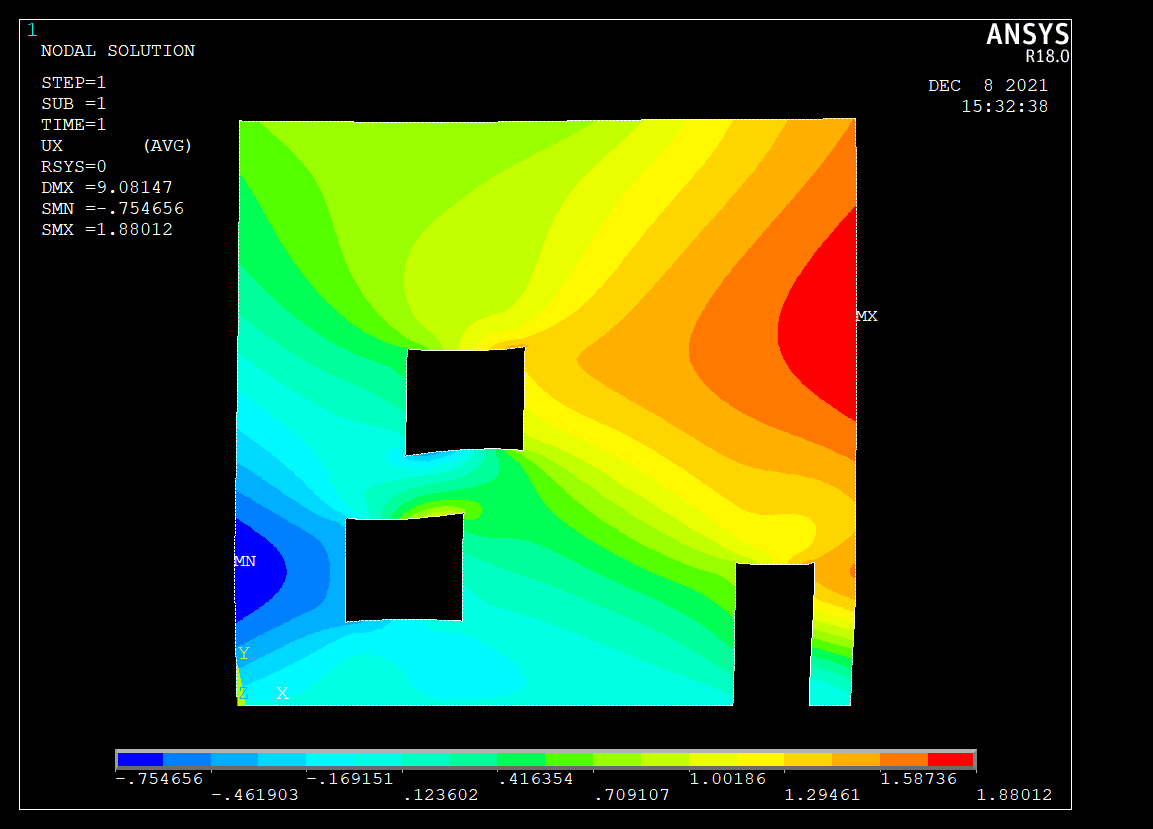 1
ANSYS
R18.0
NODAL SOLUTION
DEC 8 2021
15:32:38
STEP=1
SUB =1
TIME=1
UX (AVG)
RSYS=0
DMX =9.08147
SMN =-.754656
SMX =1.88012
MX
MN
Y
Z X
-.754656 -.169151 .416354 1.00186 1.58736
-.461903 .123602 .709107 1.29461 1.88012